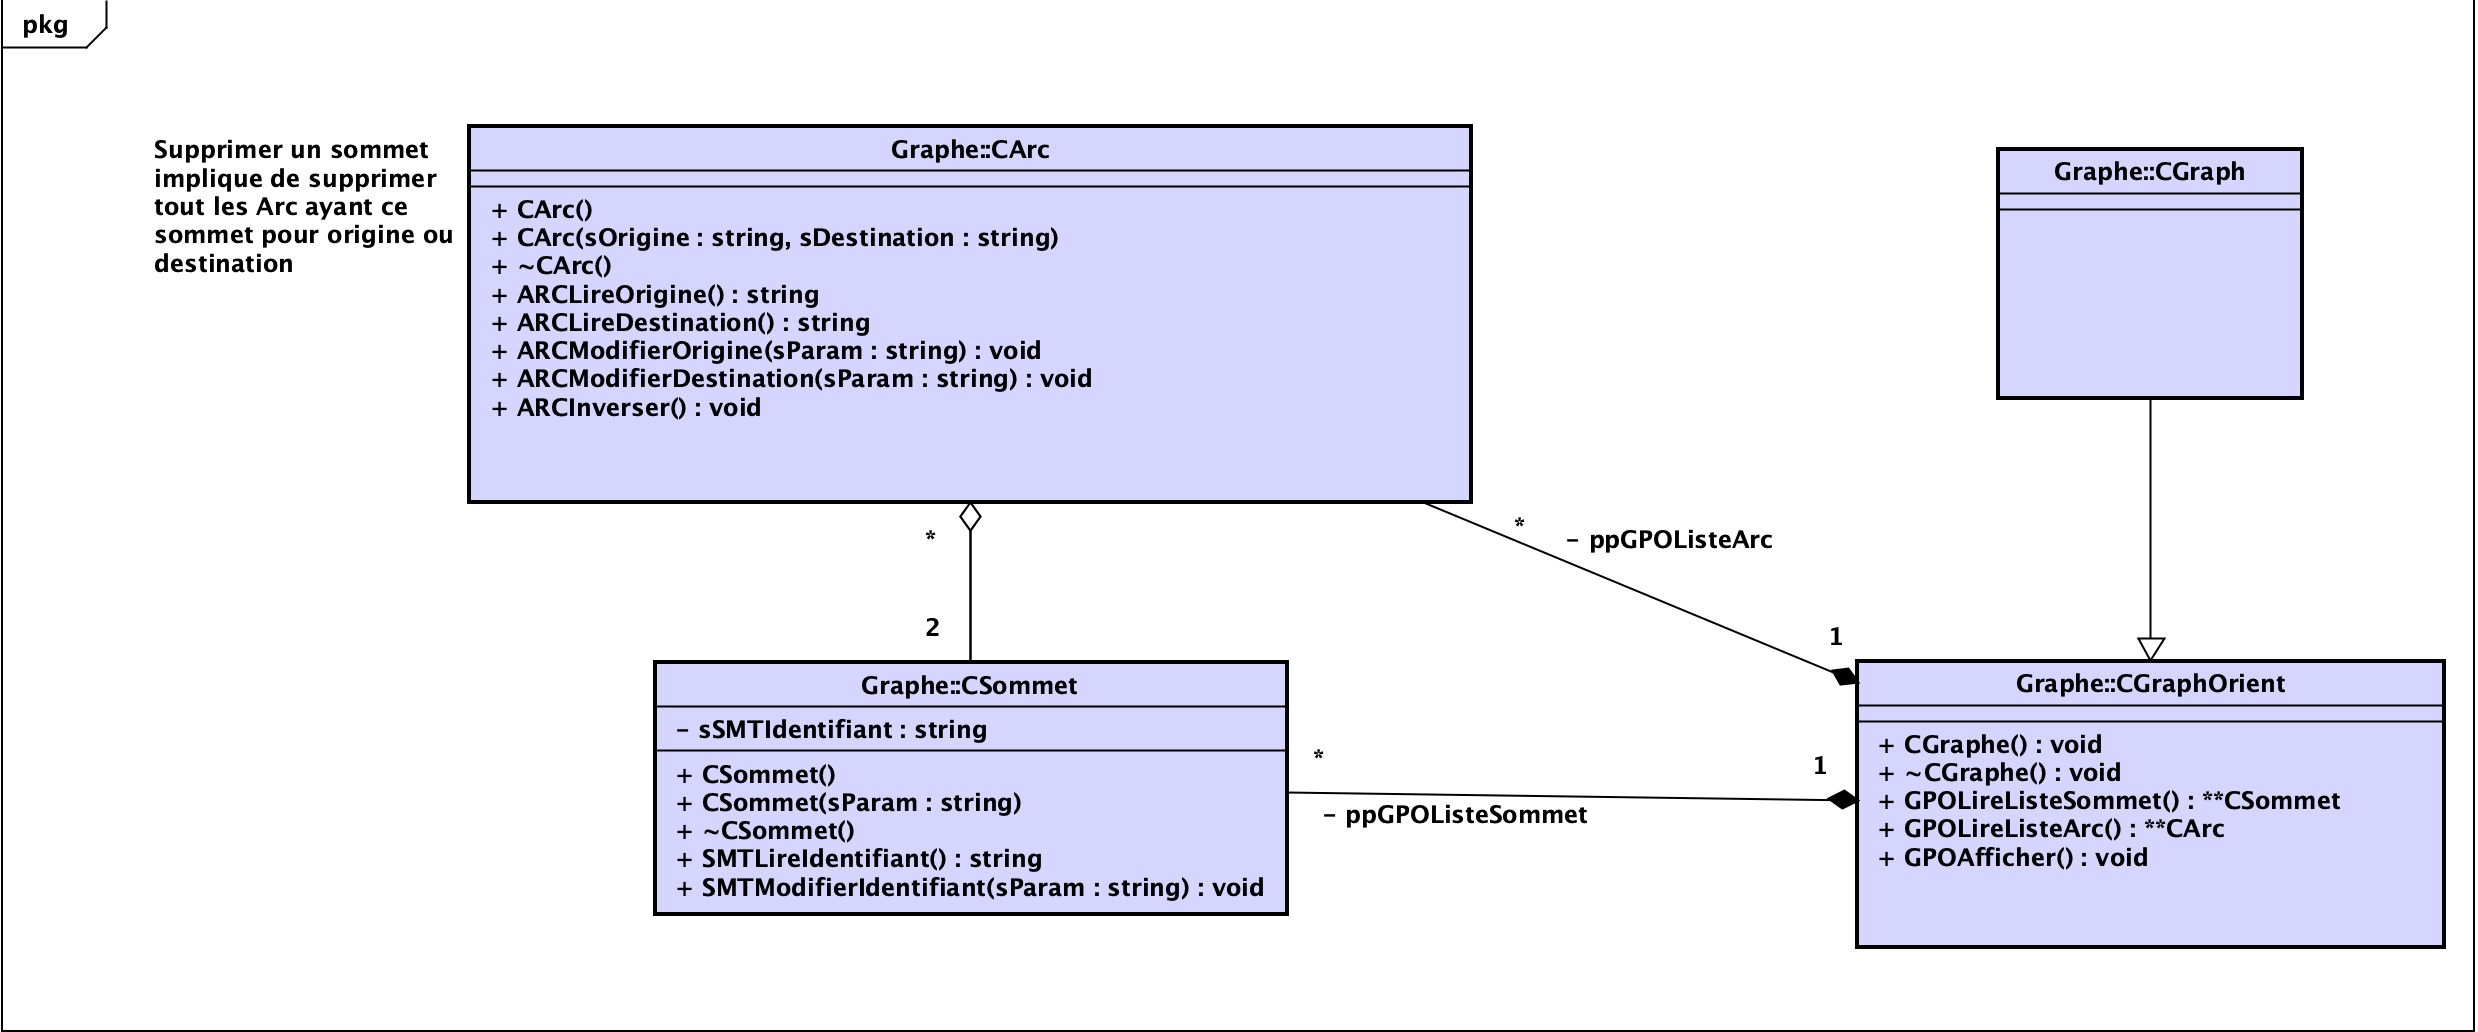 pkg
Supprimer un sommet
implique de supprimer
tout les Arc ayant ce
sommet pour origine ou
destination
Graphe::CArc
+ CArc()
+ CArc(sOrigine : string, sDestination : string)
+ ~CArc()
+ ARCLireOrigine() : string
+ ARCLireDestination() : string
+ ARCModifierOrigine(sParam : string) : void
+ ARCModifierDestination(sParam : string) : void
+ ARCInverser() : void
Graphe::CGraph
*
2
*
- ppGPOListeArc
1
Graphe::CSommet
- sSMTIdentifiant : string
+ CSommet()
+ CSommet(sParam : string)
+ ~CSommet()
+ SMTLireIdentifiant() : string
+ SMTModifierIdentifiant(sParam : string) : void
*
- ppGPOListeSommet
1
Graphe::CGraphOrient
+ CGraphe() : void
+ ~CGraphe() : void
+ GPOLireListeSommet() : **CSommet
+ GPOLireListeArc() : **CArc
+ GPOAfficher() : void